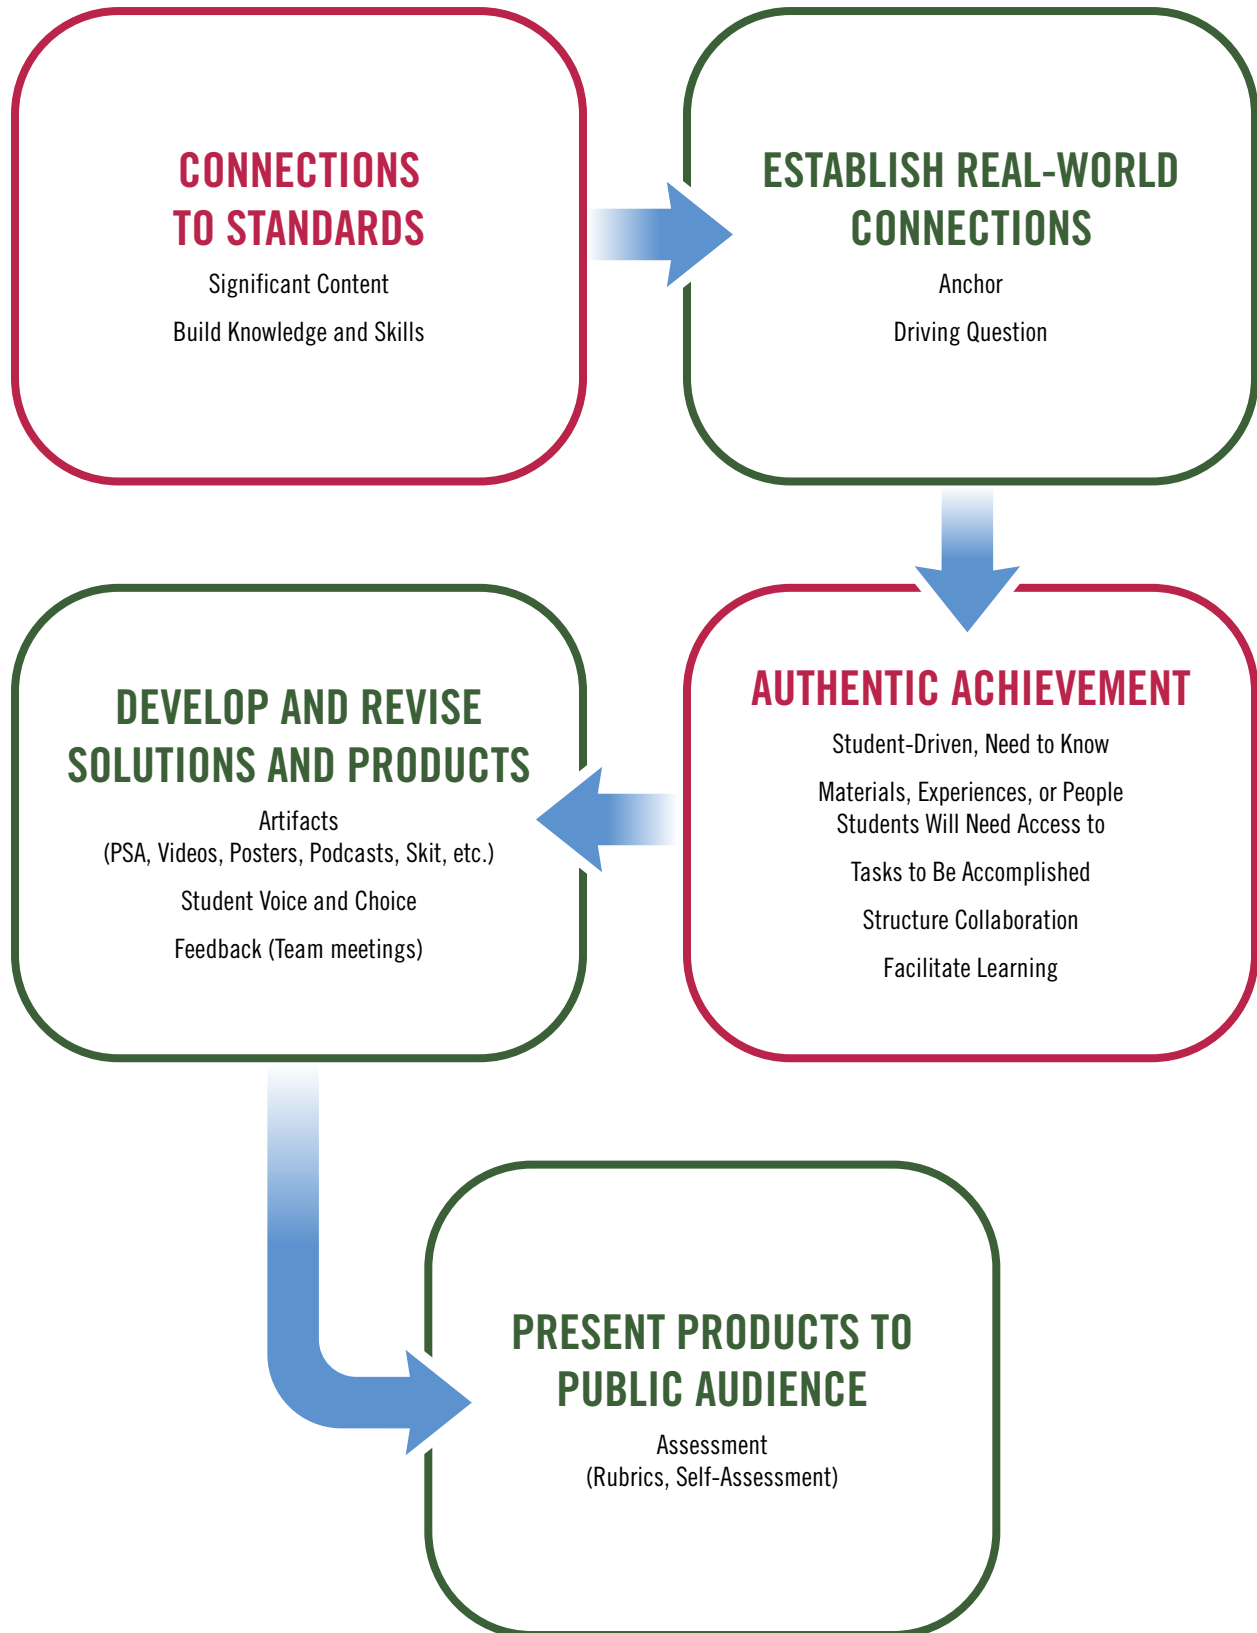 CONNECTIONS
TO STANDARDS
Significant Content
Build Knowledge and Skills
ESTABLISH REAL-WORLD
CONNECTIONS
Anchor
Driving Question
AUTHENTIC ACHIEVEMENT
Student-Driven, Need to Know
Materials, Experiences, or People
Students Will Need Access to
Tasks to Be Accomplished
Structure Collaboration
Facilitate Learning
DEVELOP AND REVISE
SOLUTIONS AND PRODUCTS
Artifacts
(PSA, Videos, Posters, Podcasts, Skit, etc.)
Student Voice and Choice
Feedback (Team meetings)
PRESENT PRODUCTS TO
PUBLIC AUDIENCE
Assessment
(Rubrics, Self-Assessment)